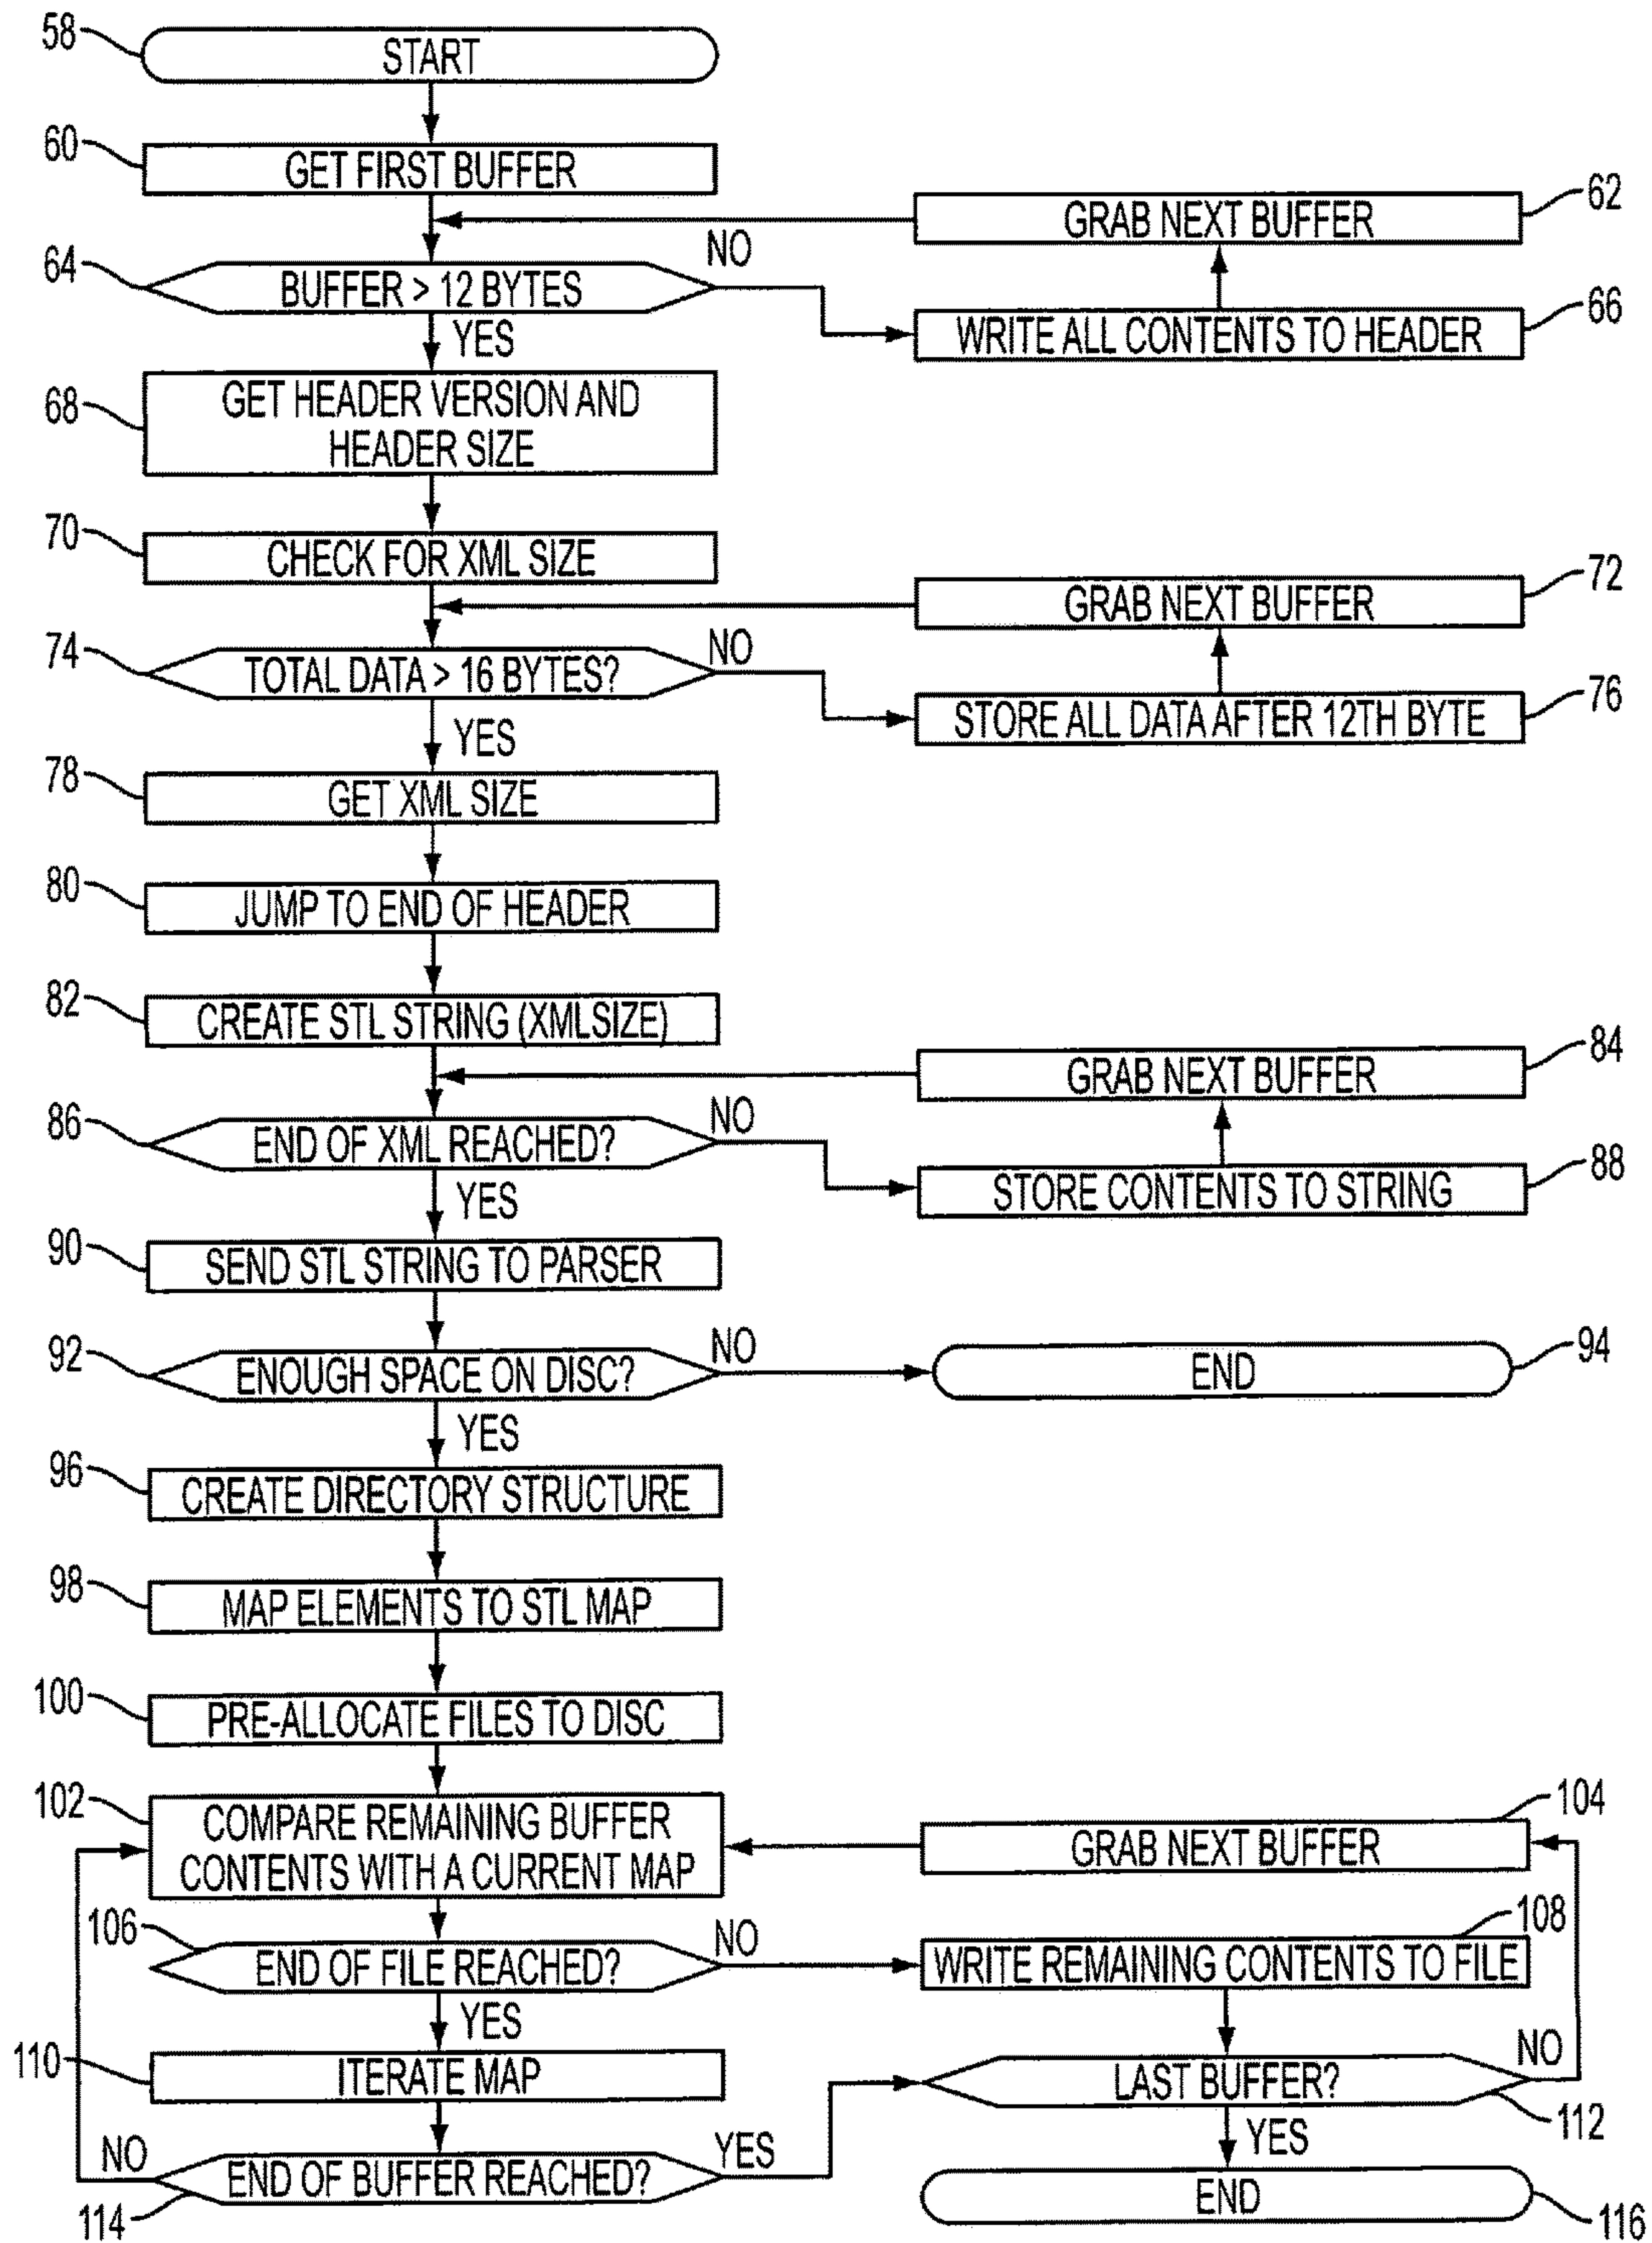 58
START
60
GET FIRST BUFFER
GRAB NEXT BUFFER
62
NO
64
BUFFER > 12 BYTES
YES
WRITE ALL CONTENTS TO HEADER
66
68
GET HEADER VERSION AND
HEADER SIZE
70
CHECK FOR XML SIZE
GRAB NEXT BUFFER
72
NO
74
TOTAL DATA > 16 BYTES?
STORE ALL DATA AFTER 12TH BYTE
76
YES
78
GET XML SIZE
80
JUMP TO END OF HEADER
82
CREATE STL STRING (XMLSIZE)
GRAB NEXT BUFFER
84
NO
86
END OF XML REACHED?
STORE CONTENTS TO STRING
88
YES
90
SEND STL STRING TO PARSER
92
ENOUGH SPACE ON DISC?
NO
END
94
YES
96
CREATE DIRECTORY STRUCTURE
98
MAP ELEMENTS TO STL MAP
100
PRE-ALLOCATE FILES TO DISC
102
COMPARE REMAINING BUFFER
CONTENTS WITH A CURRENT MAP
104
GRAB NEXT BUFFER
106
END OF FILE REACHED?
NO
108
WRITE REMAINING CONTENTS TO FILE
YES
110
ITERATE MAP
LAST BUFFER?
NO
112
YES
NO
END OF BUFFER REACHED?
YES
114
END
116